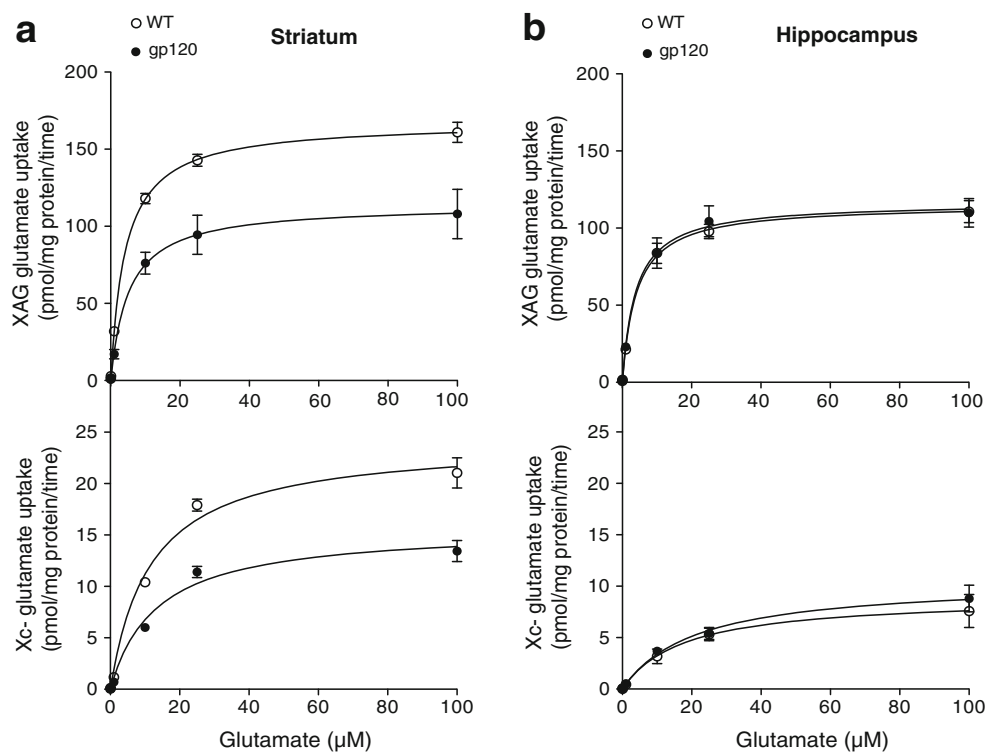 a
WT
gp120
Striatum
XAG glutamate uptake
(pmol/mg protein/time)
200
150
100
50
0
20 40 60 80 100
Xc- glutamate uptake
(pmol/mg protein/time)
25
20
15
10
5
0
0 20 40 60 80 100
Glutamate (µM)
b
WT
gp120
Hippocampus
XAG glutamate uptake
(pmol/mg protein/time)
200
150
100
50
0
20 40 60 80 100
Xc- glutamate uptake
(pmol/mg protein/time)
25
20
15
10
5
0
0 20 40 60 80 100
Glutamate (µM)